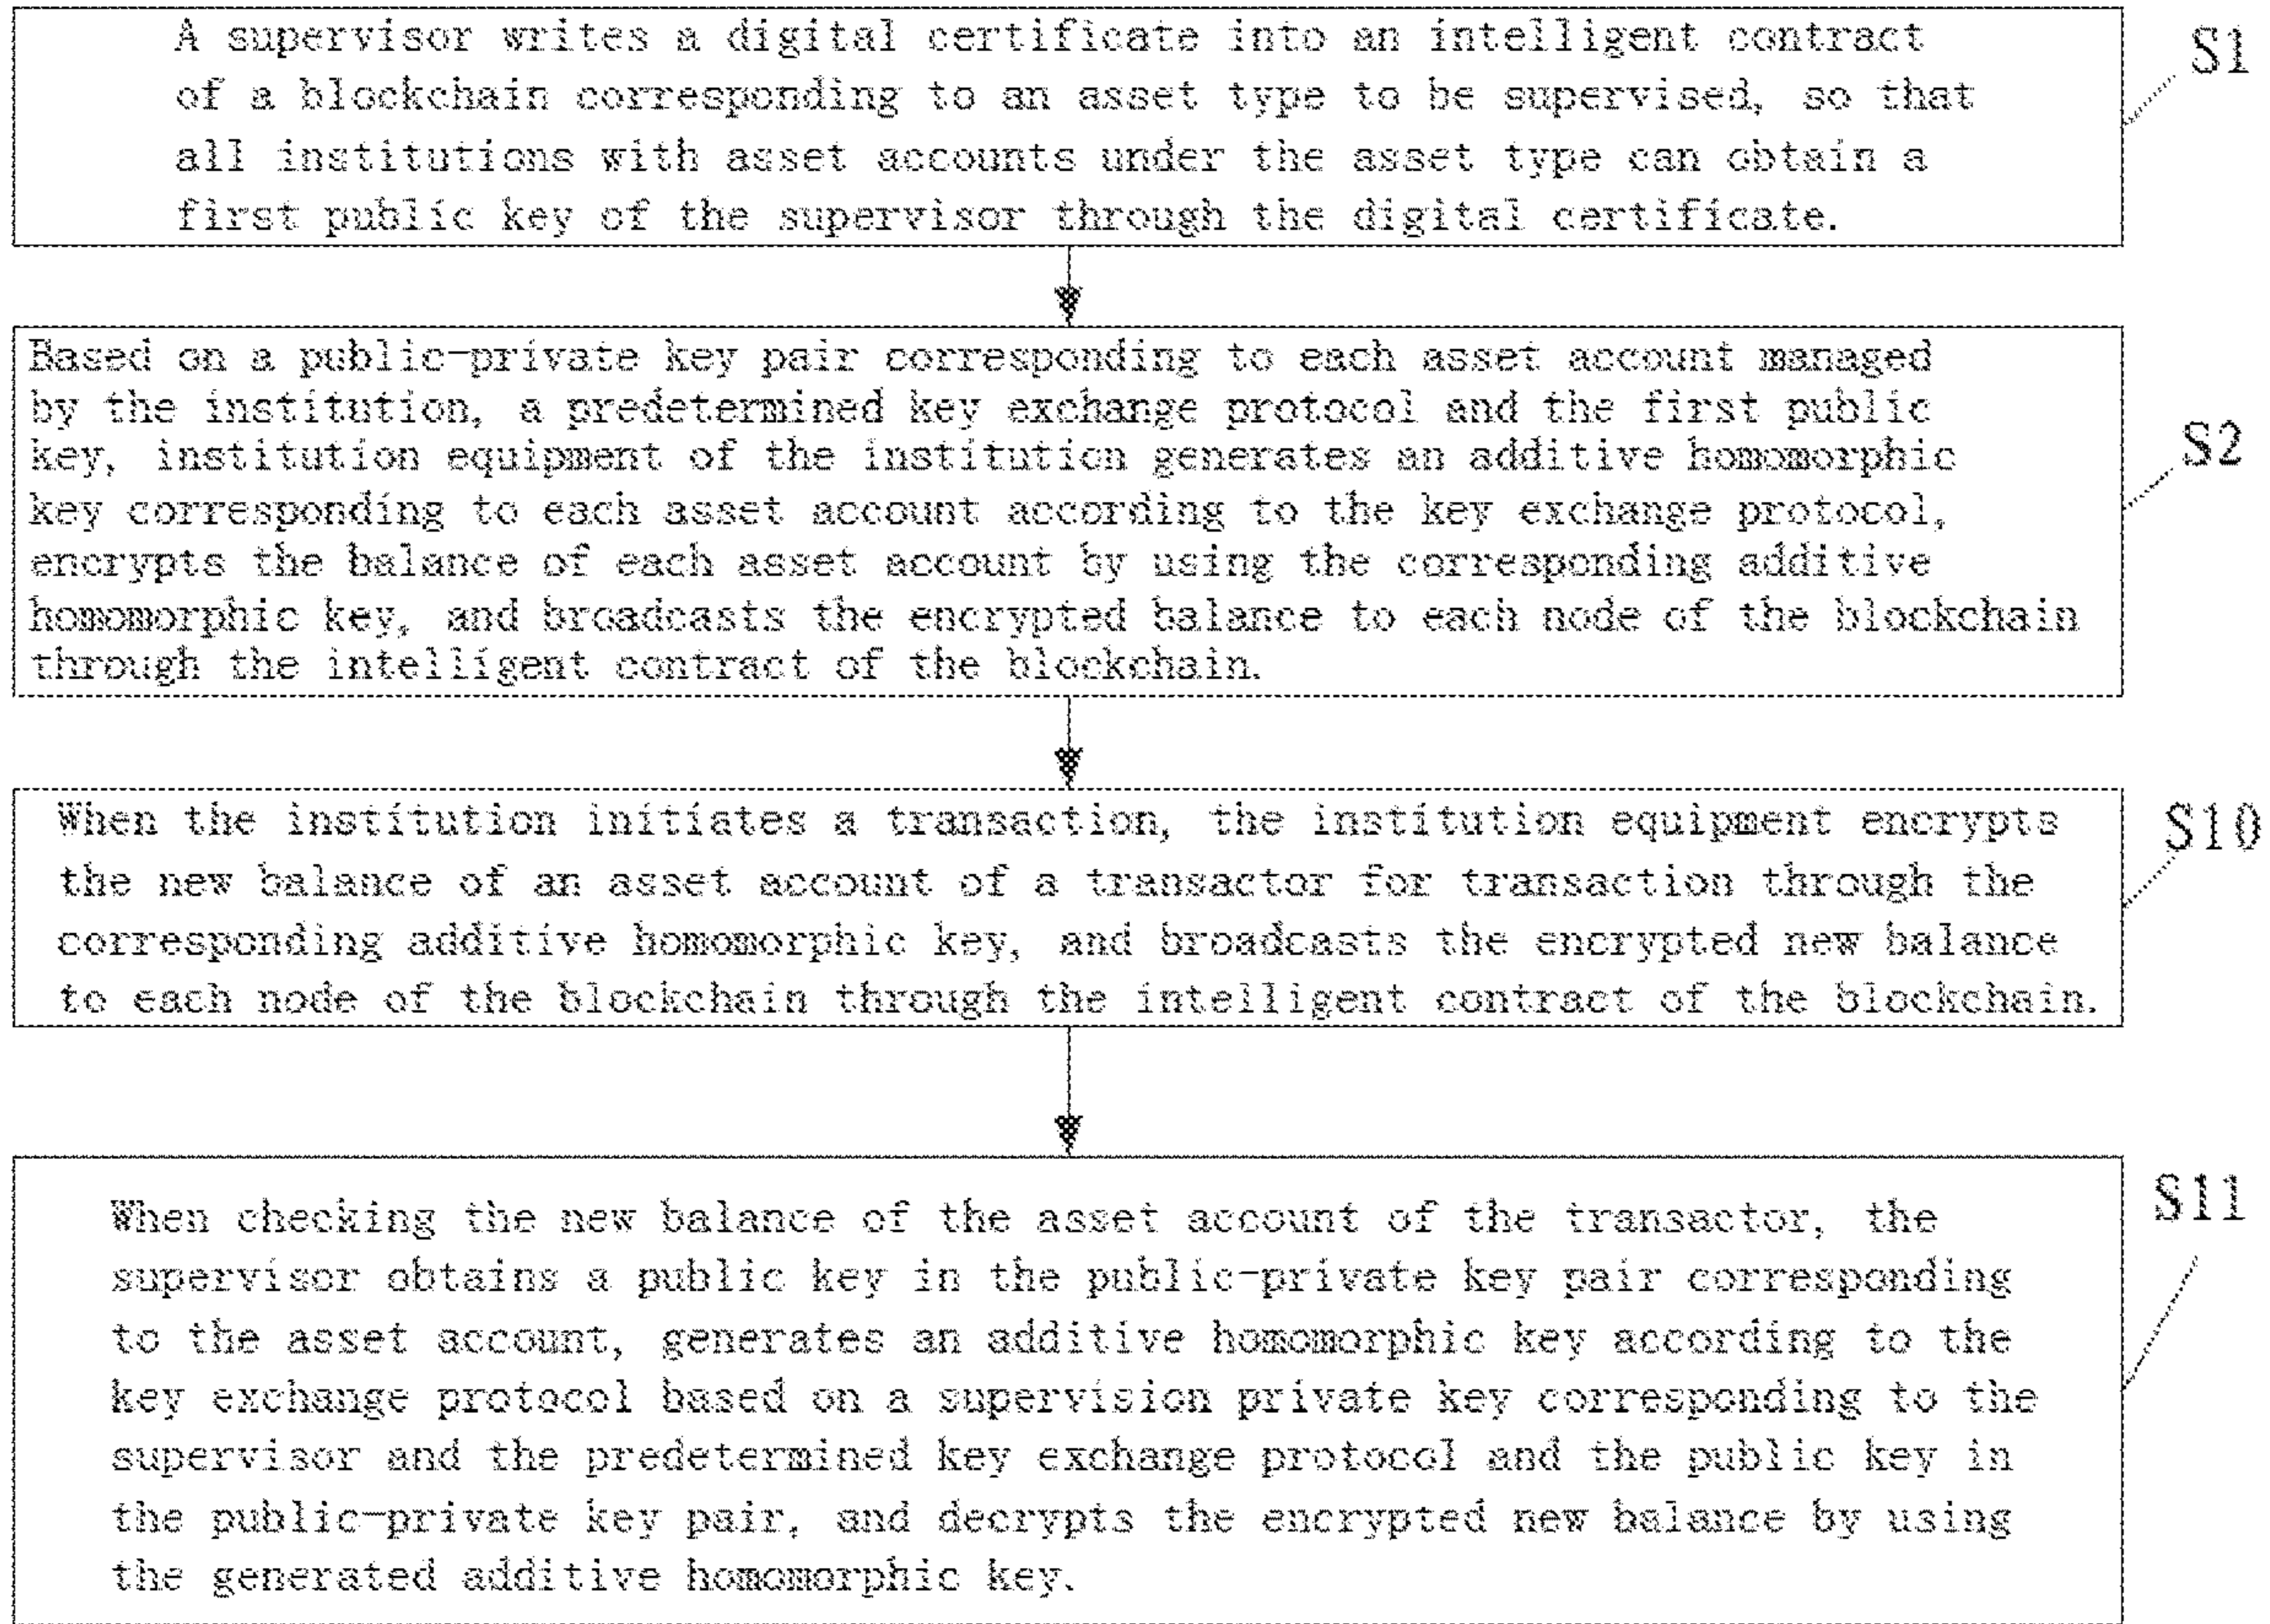 A supervisor writes a digital certificate into an intelligent contract
of a blockchain corresponding to an asset type to be supervised, so that
all institutions with asset accounts under the asset type can obtain a
first public key of the supervisor through the digital certificate.
S1
Based on a public-private key pair corresponding to each asset account managed
by the institution, a predetermined key exchange protocol and the first public
key, institution equipment of the institution generates an additive homomorphic
key corresponding to each asset account according to the key exchange protocol,
encrypts the balance of each asset account by using the corresponding additive
homomorphic key, and broadcasts the encrypted balance to each node of the blockchain
through the intelligent contract of the blockchain.
S2
When the institution initiates a transaction, the institution equipment encrypts
the new balance of an asset account of a transactor for transaction through the
corresponding additive homomorphic key, and broadcasts the encrypted new balance
to each node of the blockchain through the intelligent contract of the blockchain.
S10
When checking the new balance of the asset account of the transactor, the
supervisor obtains a public key in the public-private key pair corresponding
to the asset account, generates an additive homomorphic key according to the
key exchange protocol based on a supervision private key corresponding to the
supervisor and the predetermined key exchange protocol and the public key in
the public-private key pair, and decrypts the encrypted new balance by using
the generated additive homomorphic key.
S11